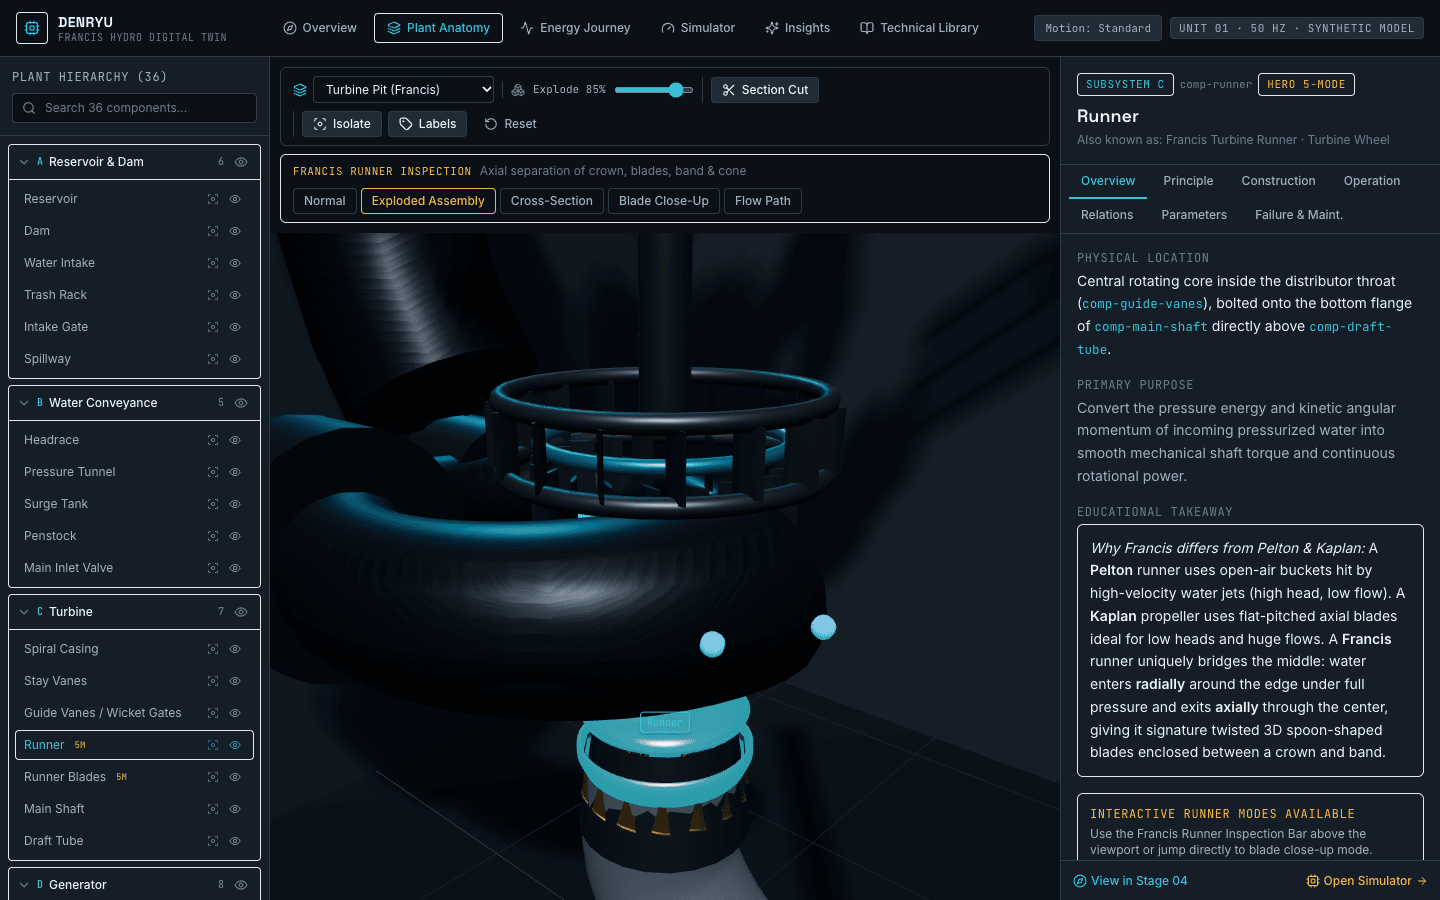 DENRYU
FRANCIS HYDRO DIGITAL TWIN
Overview
Plant Anatomy
Energy Journey
Simulator
Insights
Technical Library
Motion: Standard
UNIT 01 · 50 HZ · SYNTHETIC MODEL
PLANT HIERARCHY (36)
Search 36 components...
A Reservoir & Dam 6
Reservoir
Dam
Water Intake
Trash Rack
Intake Gate
Spillway
B Water Conveyance 5
Headrace
Pressure Tunnel
Surge Tank
Penstock
Main Inlet Valve
C Turbine 7
Spiral Casing
Stay Vanes
Guide Vanes / Wicket Gates
Runner 5M
Runner Blades 5M
Main Shaft
Draft Tube
D Generator 8
Turbine Pit (Francis)
Explode 85%
Section Cut
Isolate
Labels
Reset
FRANCIS RUNNER INSPECTION Axial separation of crown, blades, band & cone
Normal
Exploded Assembly
Cross-Section
Blade Close-Up
Flow Path
Runner
SUBSYSTEM C comp-runner HERO 5-MODE
Runner
Also known as: Francis Turbine Runner · Turbine Wheel
Overview
Principle
Construction
Operation
Relations
Parameters
Failure & Maint.
PHYSICAL LOCATION
Central rotating core inside the distributor throat
(comp-guide-vanes), bolted onto the bottom flange
of comp-main-shaft directly above comp-draft-
tube.
PRIMARY PURPOSE
Convert the pressure energy and kinetic angular
momentum of incoming pressurized water into
smooth mechanical shaft torque and continuous
rotational power.
EDUCATIONAL TAKEAWAY
Why Francis differs from Pelton & Kaplan: A
Pelton runner uses open-air buckets hit by
high-velocity water jets (high head, low flow). A
Kaplan propeller uses flat-pitched axial blades
ideal for low heads and huge flows. A Francis
runner uniquely bridges the middle: water
enters radially around the edge under full
pressure and exits axially through the center,
giving it signature twisted 3D spoon-shaped
blades enclosed between a crown and band.
INTERACTIVE RUNNER MODES AVAILABLE
Use the Francis Runner Inspection Bar above the
viewport or jump directly to blade close-up mode.
View in Stage 04
Open Simulator →